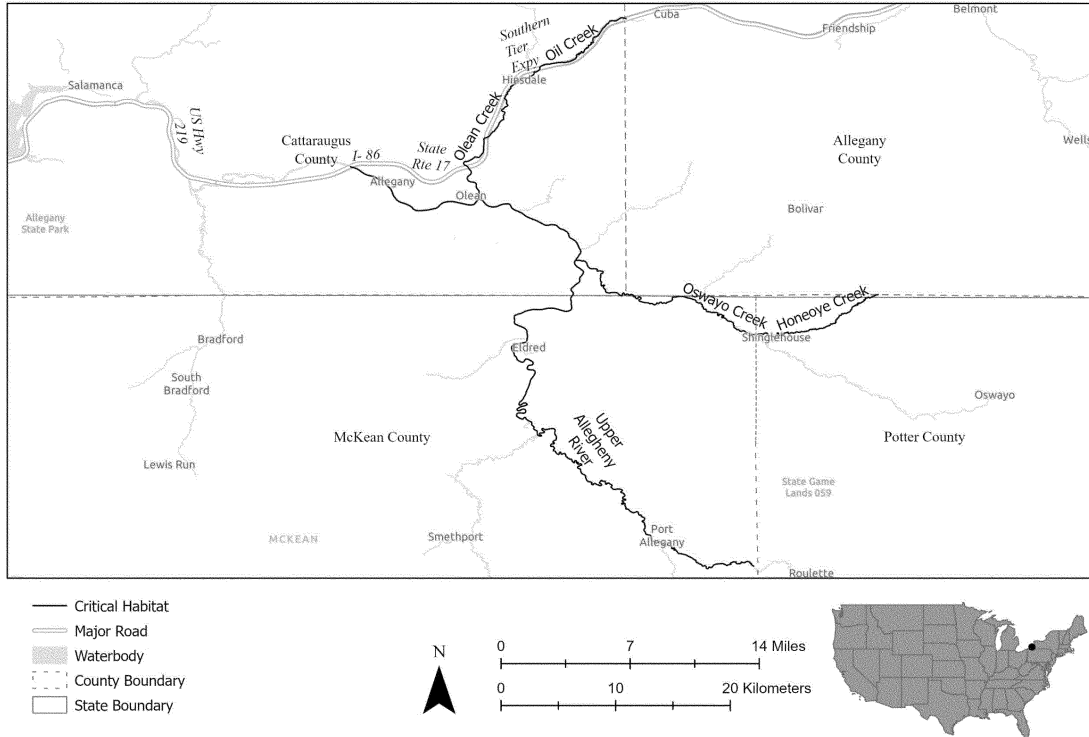 Cuba
Belmont
Friendship
Southern
Tier
Expy
Oil Creek
Hinsdale
Salamanca
US Hwy
219
Olean Creek
Cattaraugus
County
I- 86
State
Rte 17
Allegany
Olean
Allegany
County
Wells
Bolivar
Allegany
State Park
Oswayo Creek
Honeoye Creek
Shinglehouse
Bradford
Eldred
South
Bradford
Oswayo
McKean County
Upper
Allegheny
River
Potter County
Lewis Run
State Game
Lands 059
MCKEAN
Smethport
Port
Allegany
Roulette
Critical Habitat
Major Road
Waterbody
County Boundary
State Boundary
N
0 7 14 Miles
0 10 20 Kilometers